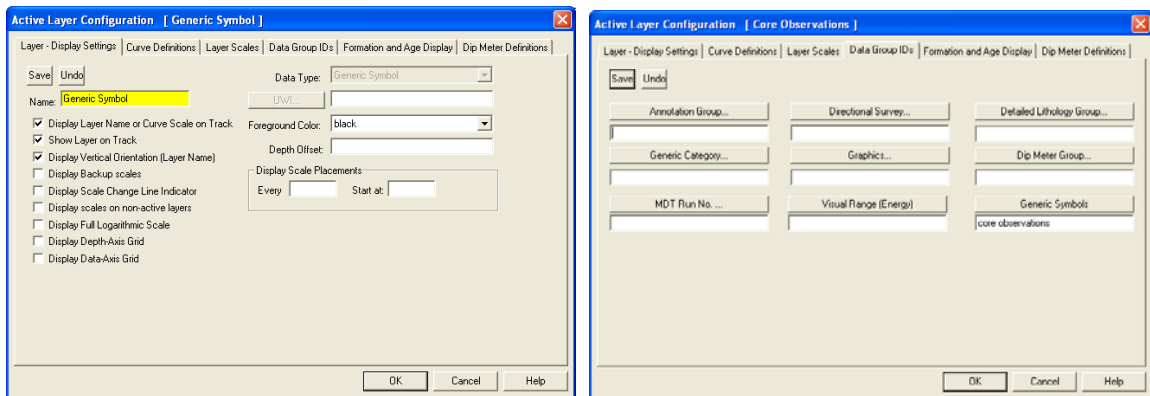 Active Layer Configuration [ Generic Symbol ]
Layer - Display Settings Curve Definitions Layer Scales Data Group IDs Formation and Age Display Dip Meter Definitions
Save Undo
Data Type: Generic Symbol
Name: Generic Symbol
UWI...
Display Layer Name or Curve Scale on Track
Foreground Color: black
Show Layer on Track
Depth Offset:
Display Vertical Orientation (Layer Name)
Display Backup scales
Display Scale Placements
Display Scale Change Line Indicator
Every Start at:
Display scales on non-active layers
Display Full Logarithmic Scale
Display Depth-Axis Grid
Display Data-Axis Grid
OK Cancel Help
Active Layer Configuration [ Core Observations ]
Layer - Display Settings Curve Definitions Layer Scales Data Group IDs Formation and Age Display Dip Meter Definitions
Save Undo
Annotation Group... Directional Survey... Detailed Lithology Group...
Generic Category... Graphics... Dip Meter Group...
MDT Run No. ... Visual Range (Energy) Generic Symbols
core observations
OK Cancel Help